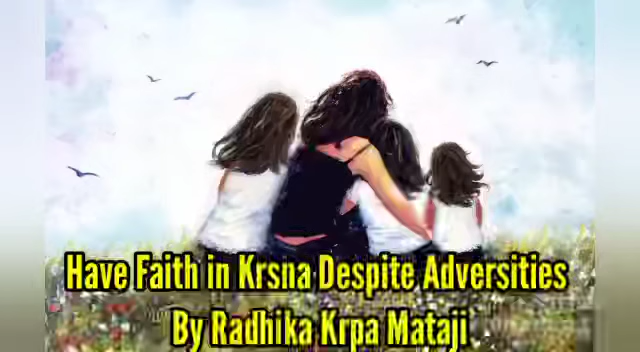 Have Faith in Krsna Despite Adversities
By Radhika Krpa Mataji